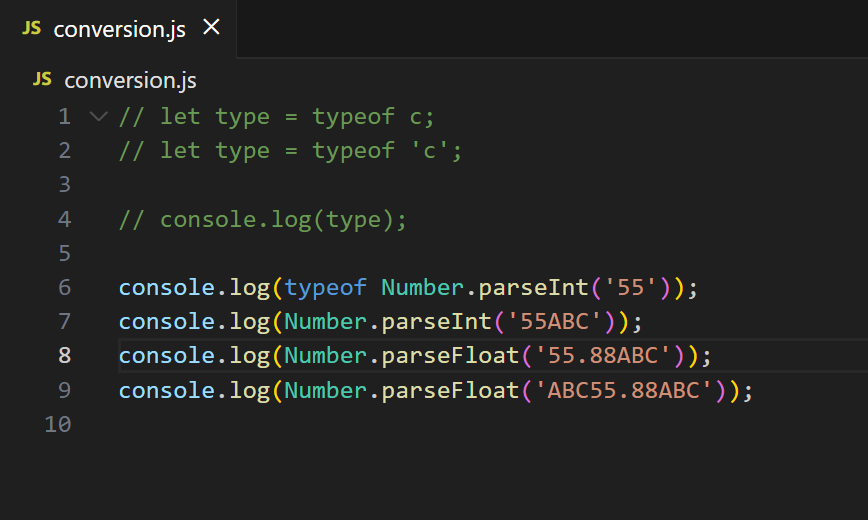 JS conversion.js ×
JS conversion.js
1 // let type = typeof c;
2 // let type = typeof 'c';
3
4 // console.log(type);
5
6 console.log(typeof Number.parseInt('55'));
7 console.log(Number.parseInt('55ABC'));
8 console.log(Number.parseFloat('55.88ABC'));
9 console.log(Number.parseFloat('ABC55.88ABC'));
10